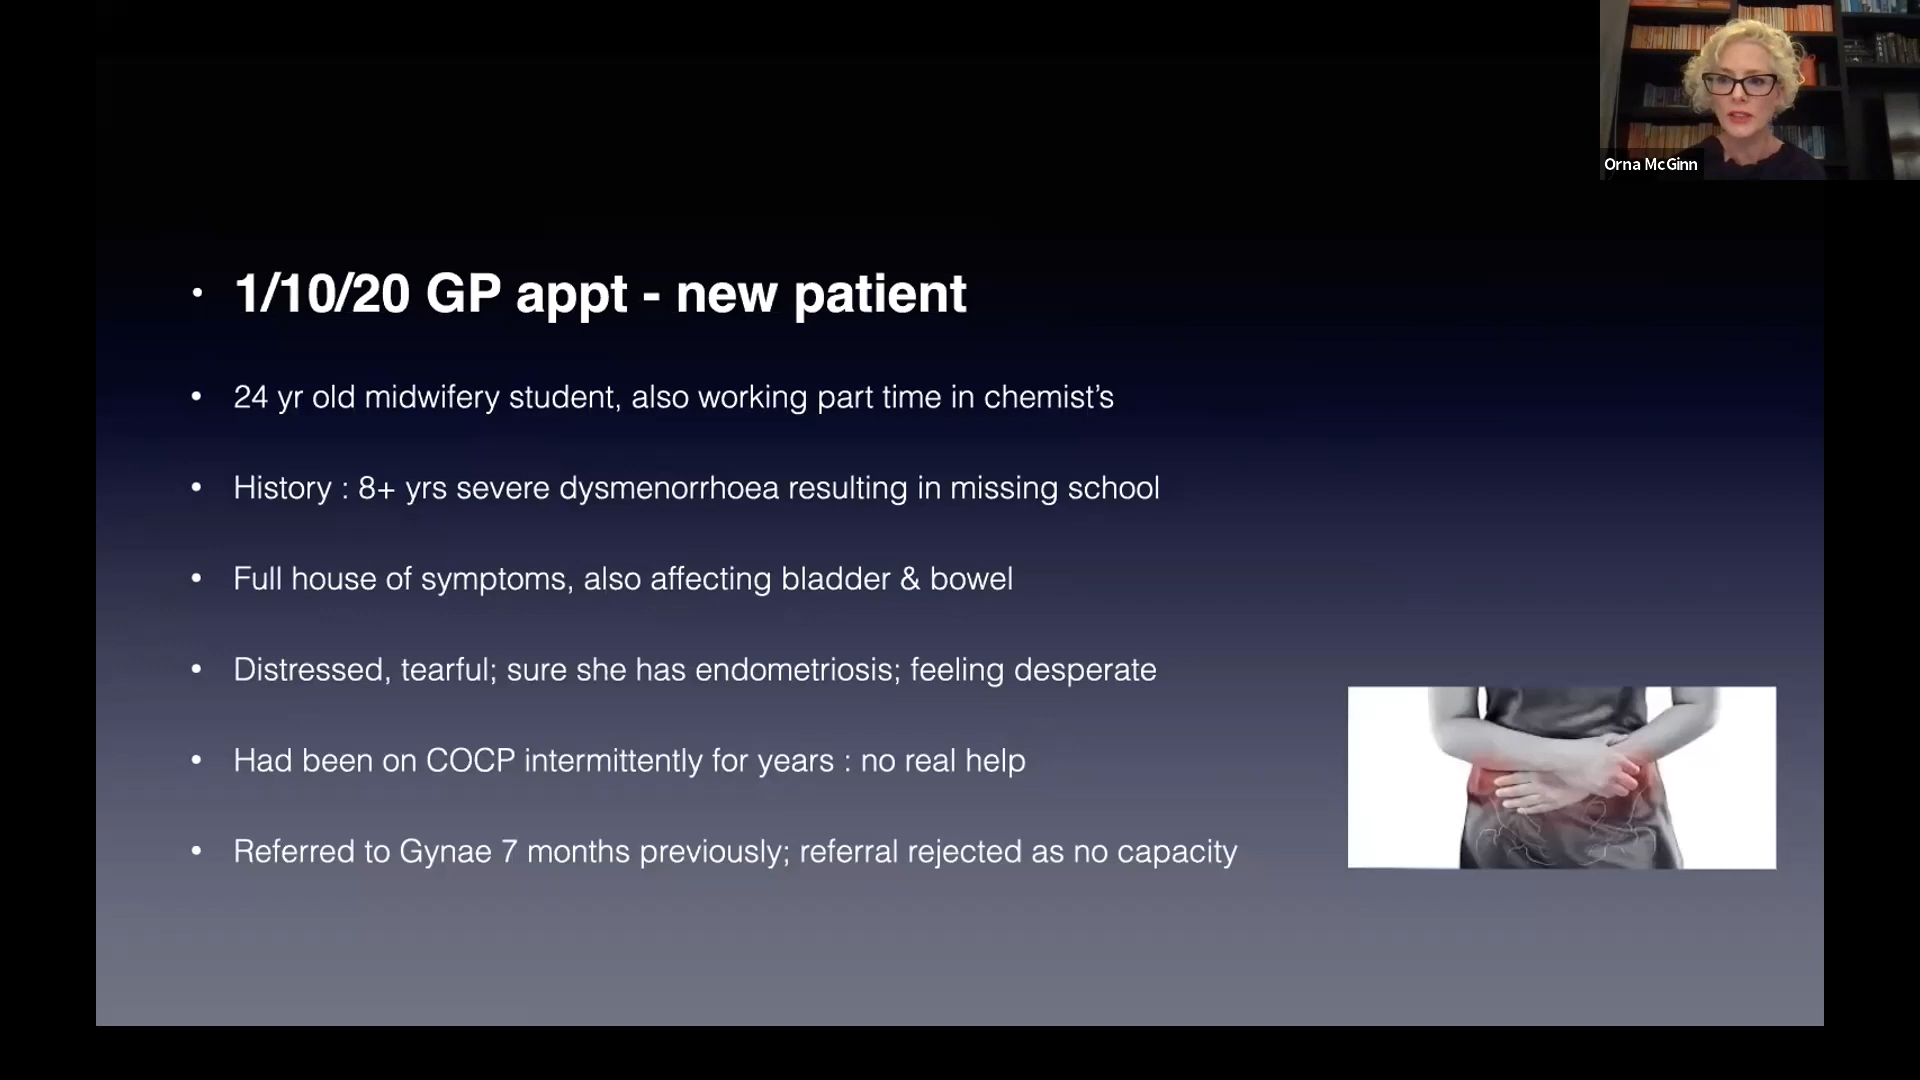 Orna McGinn
• 1/10/20 GP appt - new patient
• 24 yr old midwifery student, also working part time in chemist’s
• History : 8+ yrs severe dysmenorrhoea resulting in missing school
• Full house of symptoms, also affecting bladder & bowel
• Distressed, tearful; sure she has endometriosis; feeling desperate
• Had been on COCP intermittently for years : no real help
• Referred to Gynae 7 months previously; referral rejected as no capacity